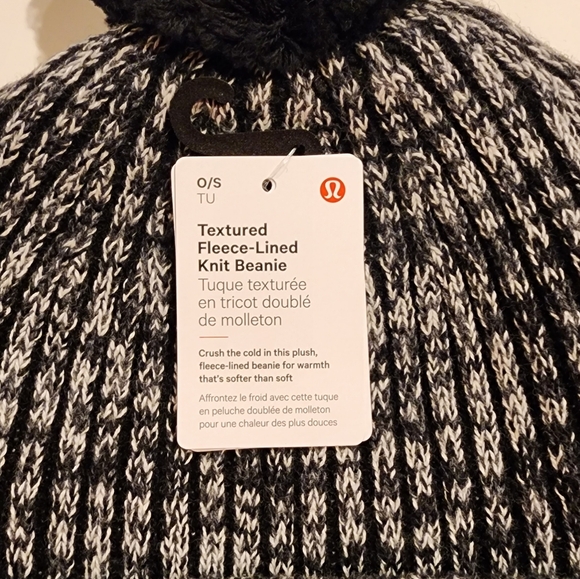 O/S
TU
Textured
Fleece-Lined
Knit Beanie
Tuque texturée
en tricot doublé
de molleton
Crush the cold in this plush,
fleece-lined beanie for warmth
that's softer than soft
Affrontez le froid avec cette tuque
en peluche doublée de molleton
pour une chaleur des plus douces